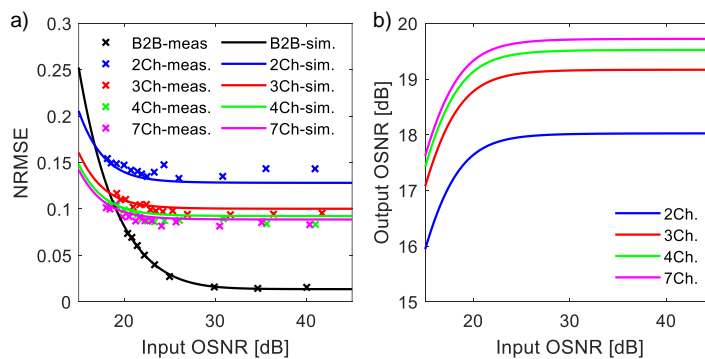 a)
NRMSE
0.3
0.25
0.2
0.15
0.1
0.05
0
20
30
40
Input OSNR [dB]
B2B-meas
B2B-sim.
2Ch-meas.
2Ch-sim.
3Ch-meas.
3Ch-sim.
4Ch-meas.
4Ch-sim.
7Ch-meas.
7Ch-sim.
b)
Output OSNR [dB]
20
19
18
17
16
15
20
30
40
Input OSNR [dB]
2Ch.
3Ch.
4Ch.
7Ch.